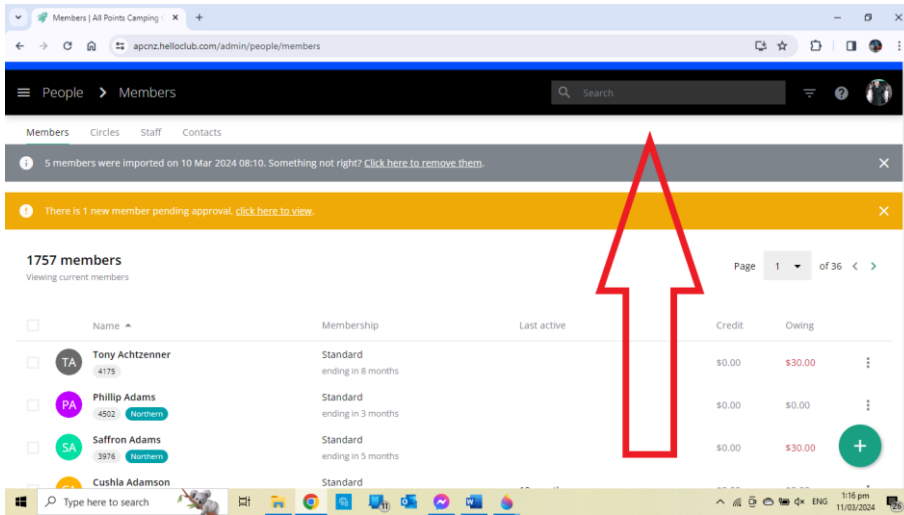 Members | All Points Camping
apcnz.helloclub.com/admin/people/members
People > Members
Search
Members Circles Staff Contacts
5 members were imported on 10 Mar 2024 08:10. Something not right? Click here to remove them.
There is 1 new member pending approval, click here to view.
1757 members
Viewing current members
Page 1 of 36
Name Membership Last active Credit Owing
TA Tony Achtzenner Standard $0.00 $30.00
4175 ending in 8 months
PA Phillip Adams Standard $0.00 $0.00
4502 Northern ending in 3 months
SA Saffron Adams Standard $0.00 $30.00
3976 Northern ending in 5 months
Cushla Adamson Standard
Type here to search
ENG 1:16 pm
11/03/2024